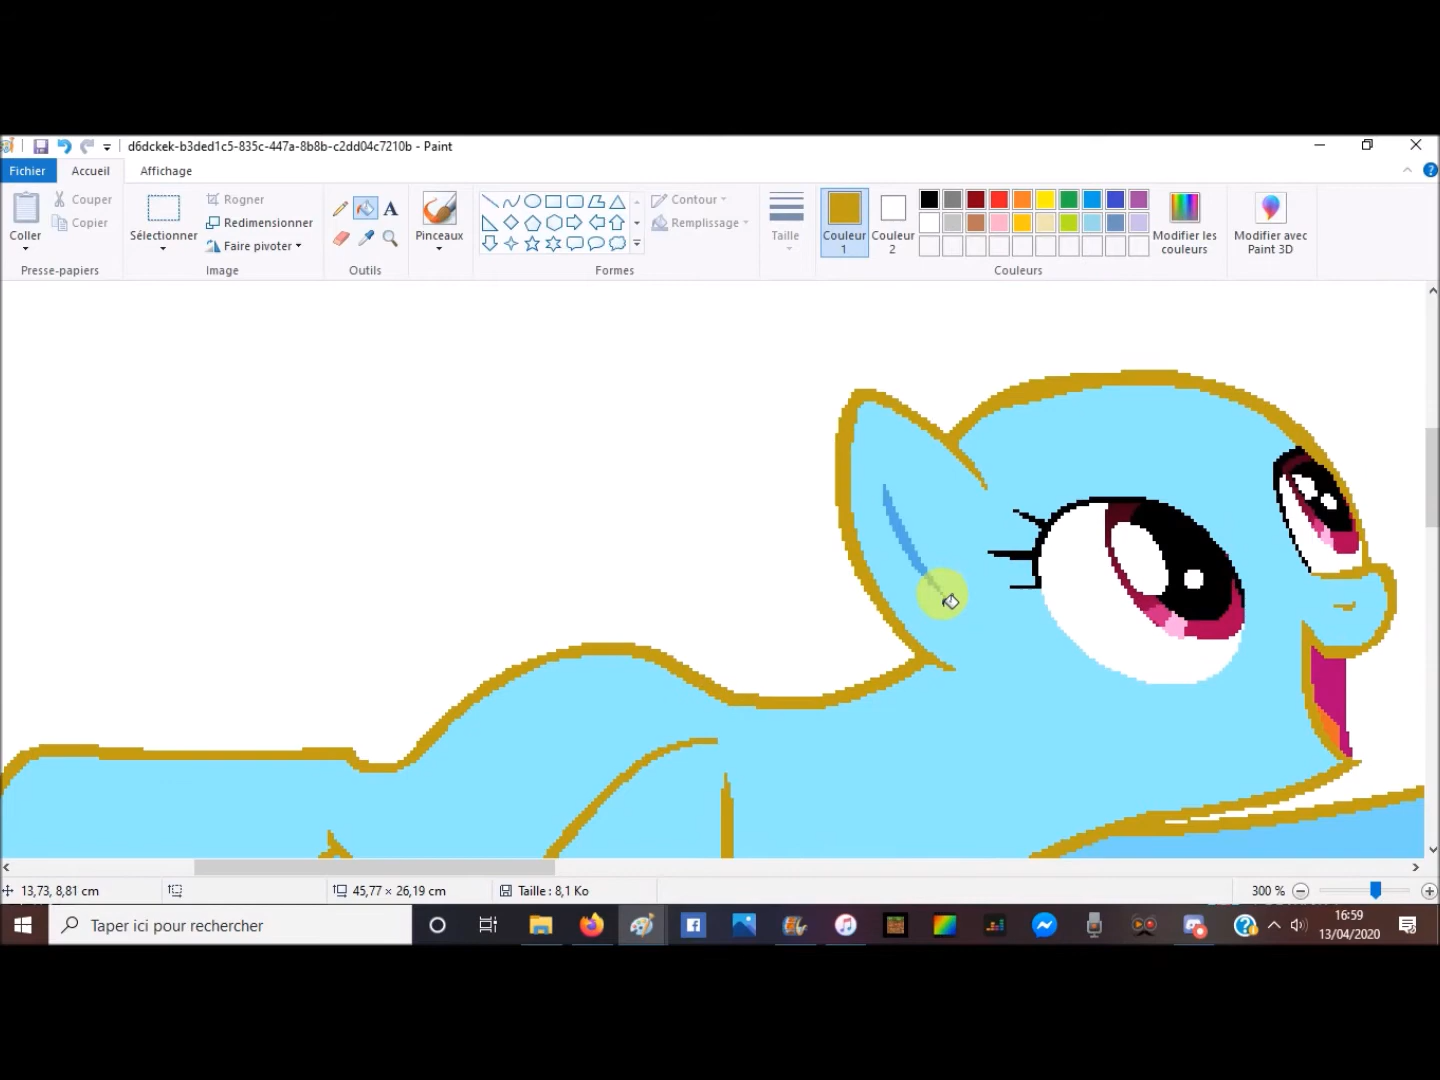 d6dckek-b3ded1c5-835c-447a-8b8b-c2dd04c7210b - Paint
Fichier Accueil Affichage
Coller
Couper
Copier
Presse-papiers
Sélectionner
Rogner
Redimensionner
Faire pivoter
Image
A
Outils
Pinceaux
Contour
Remplissage
Formes
Taille
Couleur
1
Couleur
2
Couleurs
Modifier les
couleurs
Modifier avec
Paint 3D
13,73, 8,81 cm
45,77 × 26,19 cm
Taille : 8,1 Ko
300 %
Taper ici pour rechercher
16:59
13/04/2020